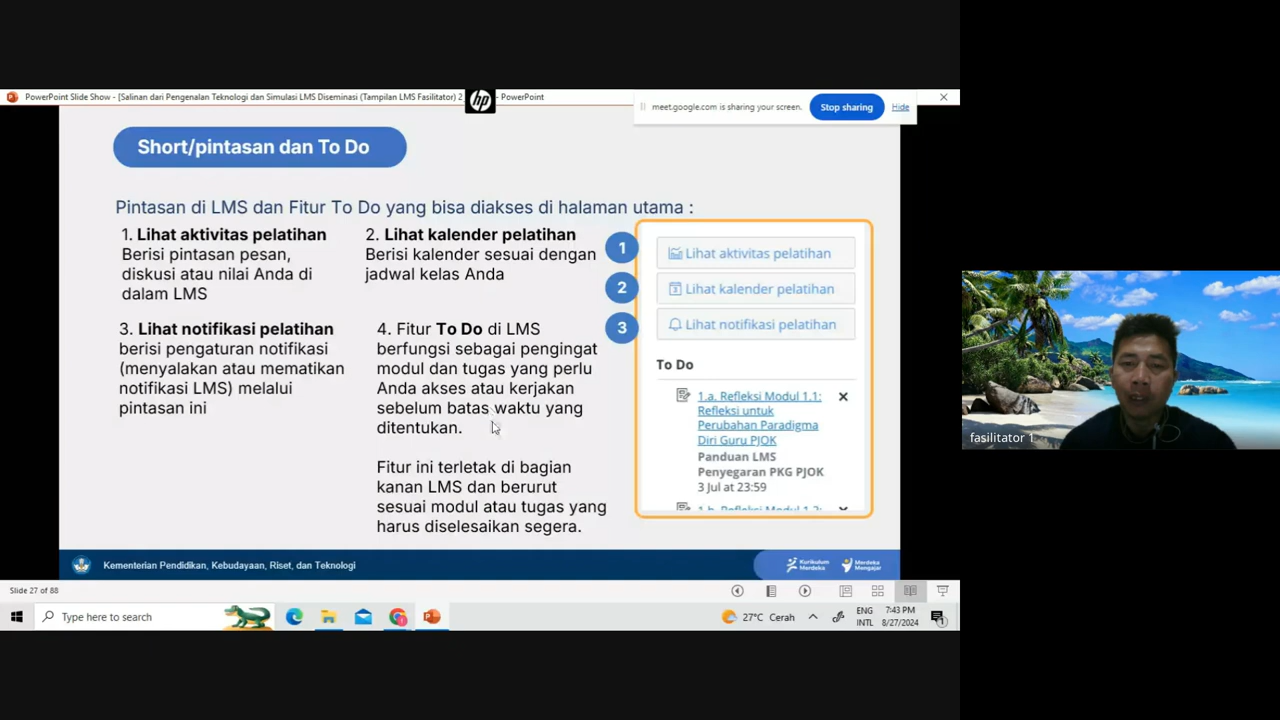 PowerPoint Slide Show - [Salinan dari Pengenalan Teknologi dan Simulasi LMS Diseminasi (Tampilan LMS Fasilitator) 2
- PowerPoint
hp
meet.google.com is sharing your screen.
Stop sharing
Hide
Short/pintasan dan To Do
Pintasan di LMS dan Fitur To Do yang bisa diakses di halaman utama :
1. Lihat aktivitas pelatihan
Berisi pintasan pesan,
diskusi atau nilai Anda di
dalam LMS
2. Lihat kalender pelatihan
Berisi kalender sesuai dengan
jadwal kelas Anda
3. Lihat notifikasi pelatihan
berisi pengaturan notifikasi
(menyalakan atau mematikan
notifikasi LMS) melalui
pintasan ini
4. Fitur To Do di LMS
berfungsi sebagai pengingat
modul dan tugas yang perlu
Anda akses atau kerjakan
sebelum batas waktu yang
ditentukan.
Fitur ini terletak di bagian
kanan LMS dan berurut
sesuai modul atau tugas yang
harus diselesaikan segera.
1
Lihat aktivitas pelatihan
2
Lihat kalender pelatihan
3
Lihat notifikasi pelatihan
To Do
1.a. Refleksi Modul 1.1:
Refleksi untuk
Perubahan Paradigma
Diri Guru PJOK
Panduan LMS
Penyegaran PKG PJOK
3 Jul at 23:59
fasilitator 1
Kementerian Pendidikan, Kebudayaan, Riset, dan Teknologi
Kurikulum
Merdeka
Merdeka
Mengajar
Slide 27 of 88
Type here to search
27°C Cerah
ENG
INTL
7:43 PM
8/27/2024